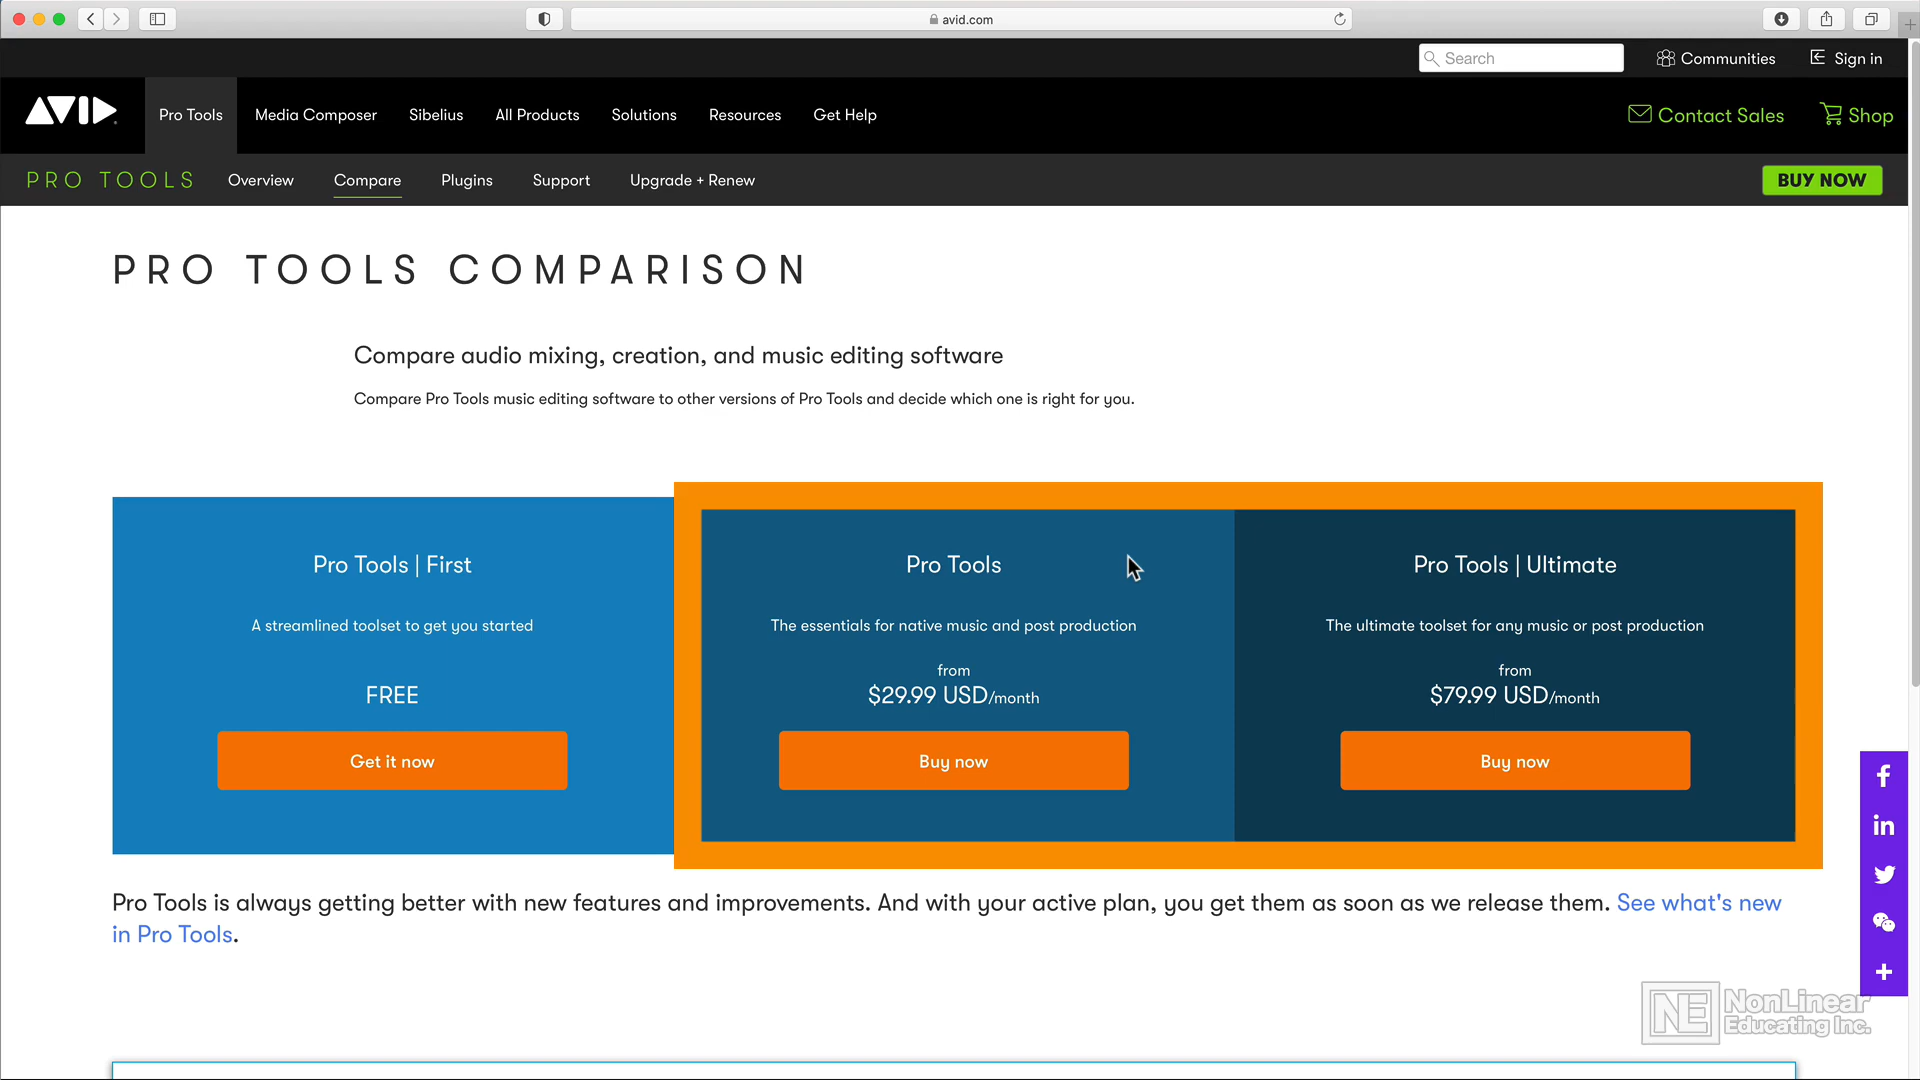 avid.com
Search
Communities
Sign in
AVID
Pro Tools
Media Composer
Sibelius
All Products
Solutions
Resources
Get Help
Contact Sales
Shop
PRO TOOLS
Overview
Compare
Plugins
Support
Upgrade + Renew
BUY NOW
PRO TOOLS COMPARISON
Compare audio mixing, creation, and music editing software
Compare Pro Tools music editing software to other versions of Pro Tools and decide which one is right for you.
Pro Tools | First
A streamlined toolset to get you started
FREE
Get it now
Pro Tools
The essentials for native music and post production
from
$29.99 USD/month
Buy now
Pro Tools | Ultimate
The ultimate toolset for any music or post production
from
$79.99 USD/month
Buy now
Pro Tools is always getting better with new features and improvements. And with your active plan, you get them as soon as we release them. See what's new
in Pro Tools.
NE NonLinear
Educating Inc.